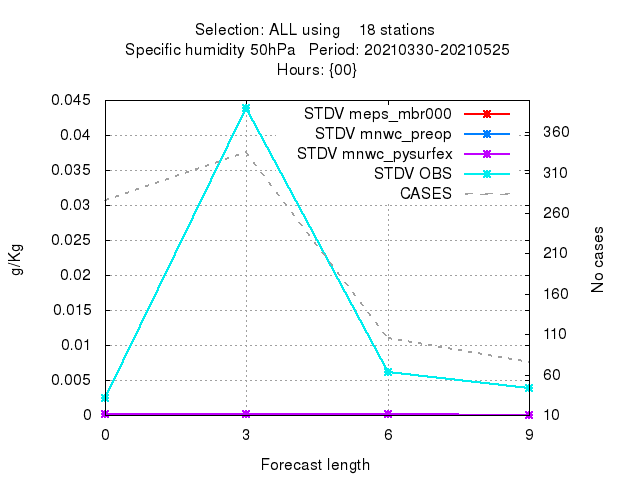 Selection: ALL using 18 stations
Specific humidity 50hPa Period: 20210330-20210525
Hours: {00}
STDV meps_mbr000
STDV mnwc_preop
STDV mnwc_pysurfex
STDV OBS
CASES
g/Kg
0.045
0.04
0.035
0.03
0.025
0.02
0.015
0.01
0.005
0
No cases
360
310
260
210
160
110
60
10
0 3 6 9
Forecast length